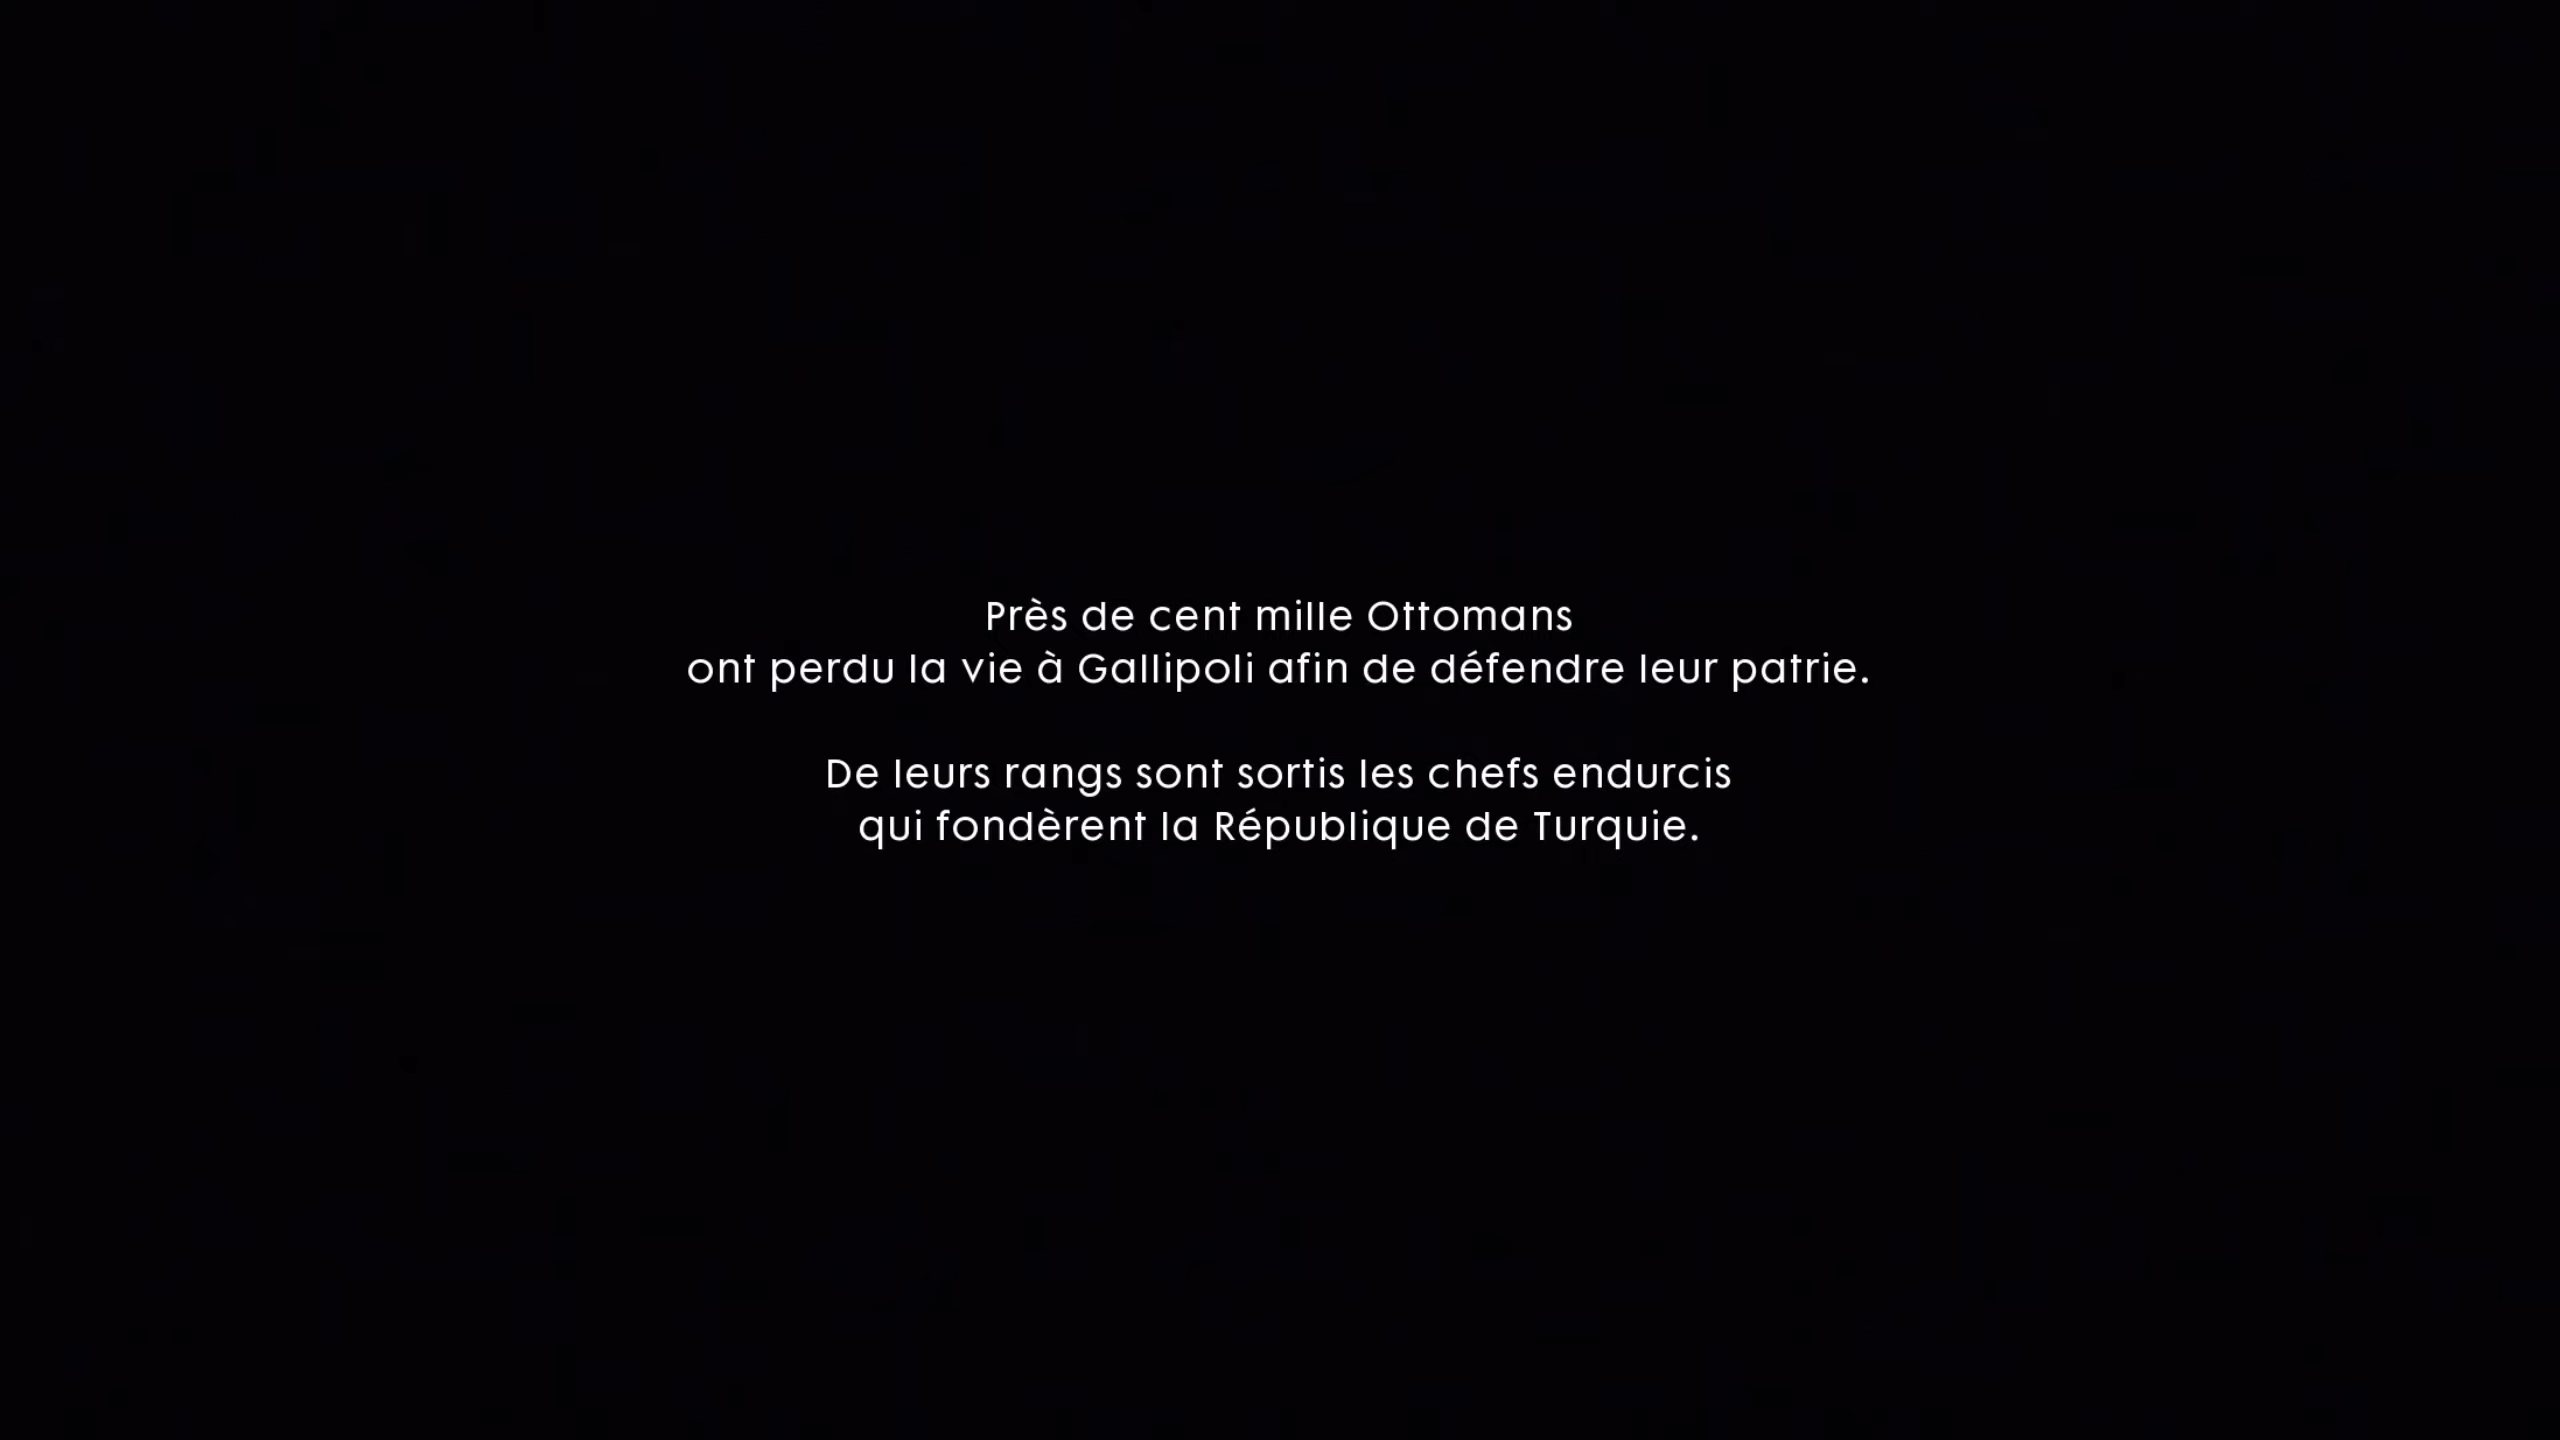 Près de cent mille Ottomans
ont perdu la vie à Gallipoli afin de défendre leur patrie.
De leurs rangs sont sortis les chefs endurcis
qui fondèrent la République de Turquie.